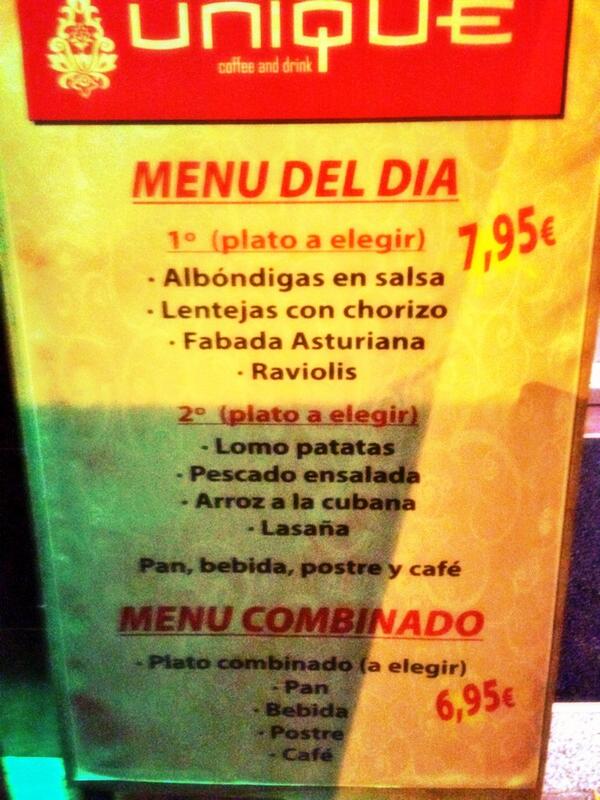 UNIQUE
coffee and drink
MENU DEL DIA
1º (plato a elegir)
7,95€
· Albóndigas en salsa
· Lentejas con chorizo
· Fabada Asturiana
· Raviolis
2º (plato a elegir)
· Lomo patatas
· Pescado ensalada
· Arroz a la cubana
· Lasaña
Pan, bebida, postre y café
MENU COMBINADO
· Plato combinado (a elegir)
· Pan
6,95€
· Bebida
· Postre
· Café